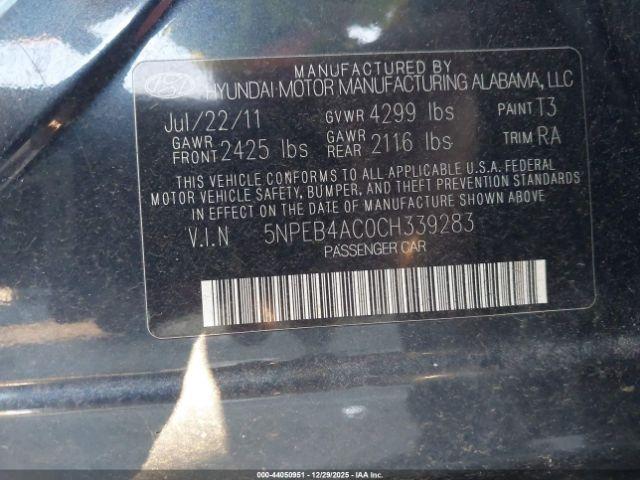 MANUFACTURED BY
HYUNDAI MOTOR MANUFACTURING ALABAMA, LLC
Jul/22/11 GVWR 4299 lbs PAINT T3
GAWR FRONT 2425 lbs GAWR REAR 2116 lbs TRIM RA
THIS VEHICLE CONFORMS TO ALL APPLICABLE U.S.A. FEDERAL
MOTOR VEHICLE SAFETY, BUMPER, AND THEFT PREVENTION STANDARDS
IN EFFECT ON THE DATE OF MANUFACTURE SHOWN ABOVE.
V.I.N 5NPEB4AC0CH339283
PASSENGER CAR
000-44050951 - 12/29/2025 - IAAI.COM